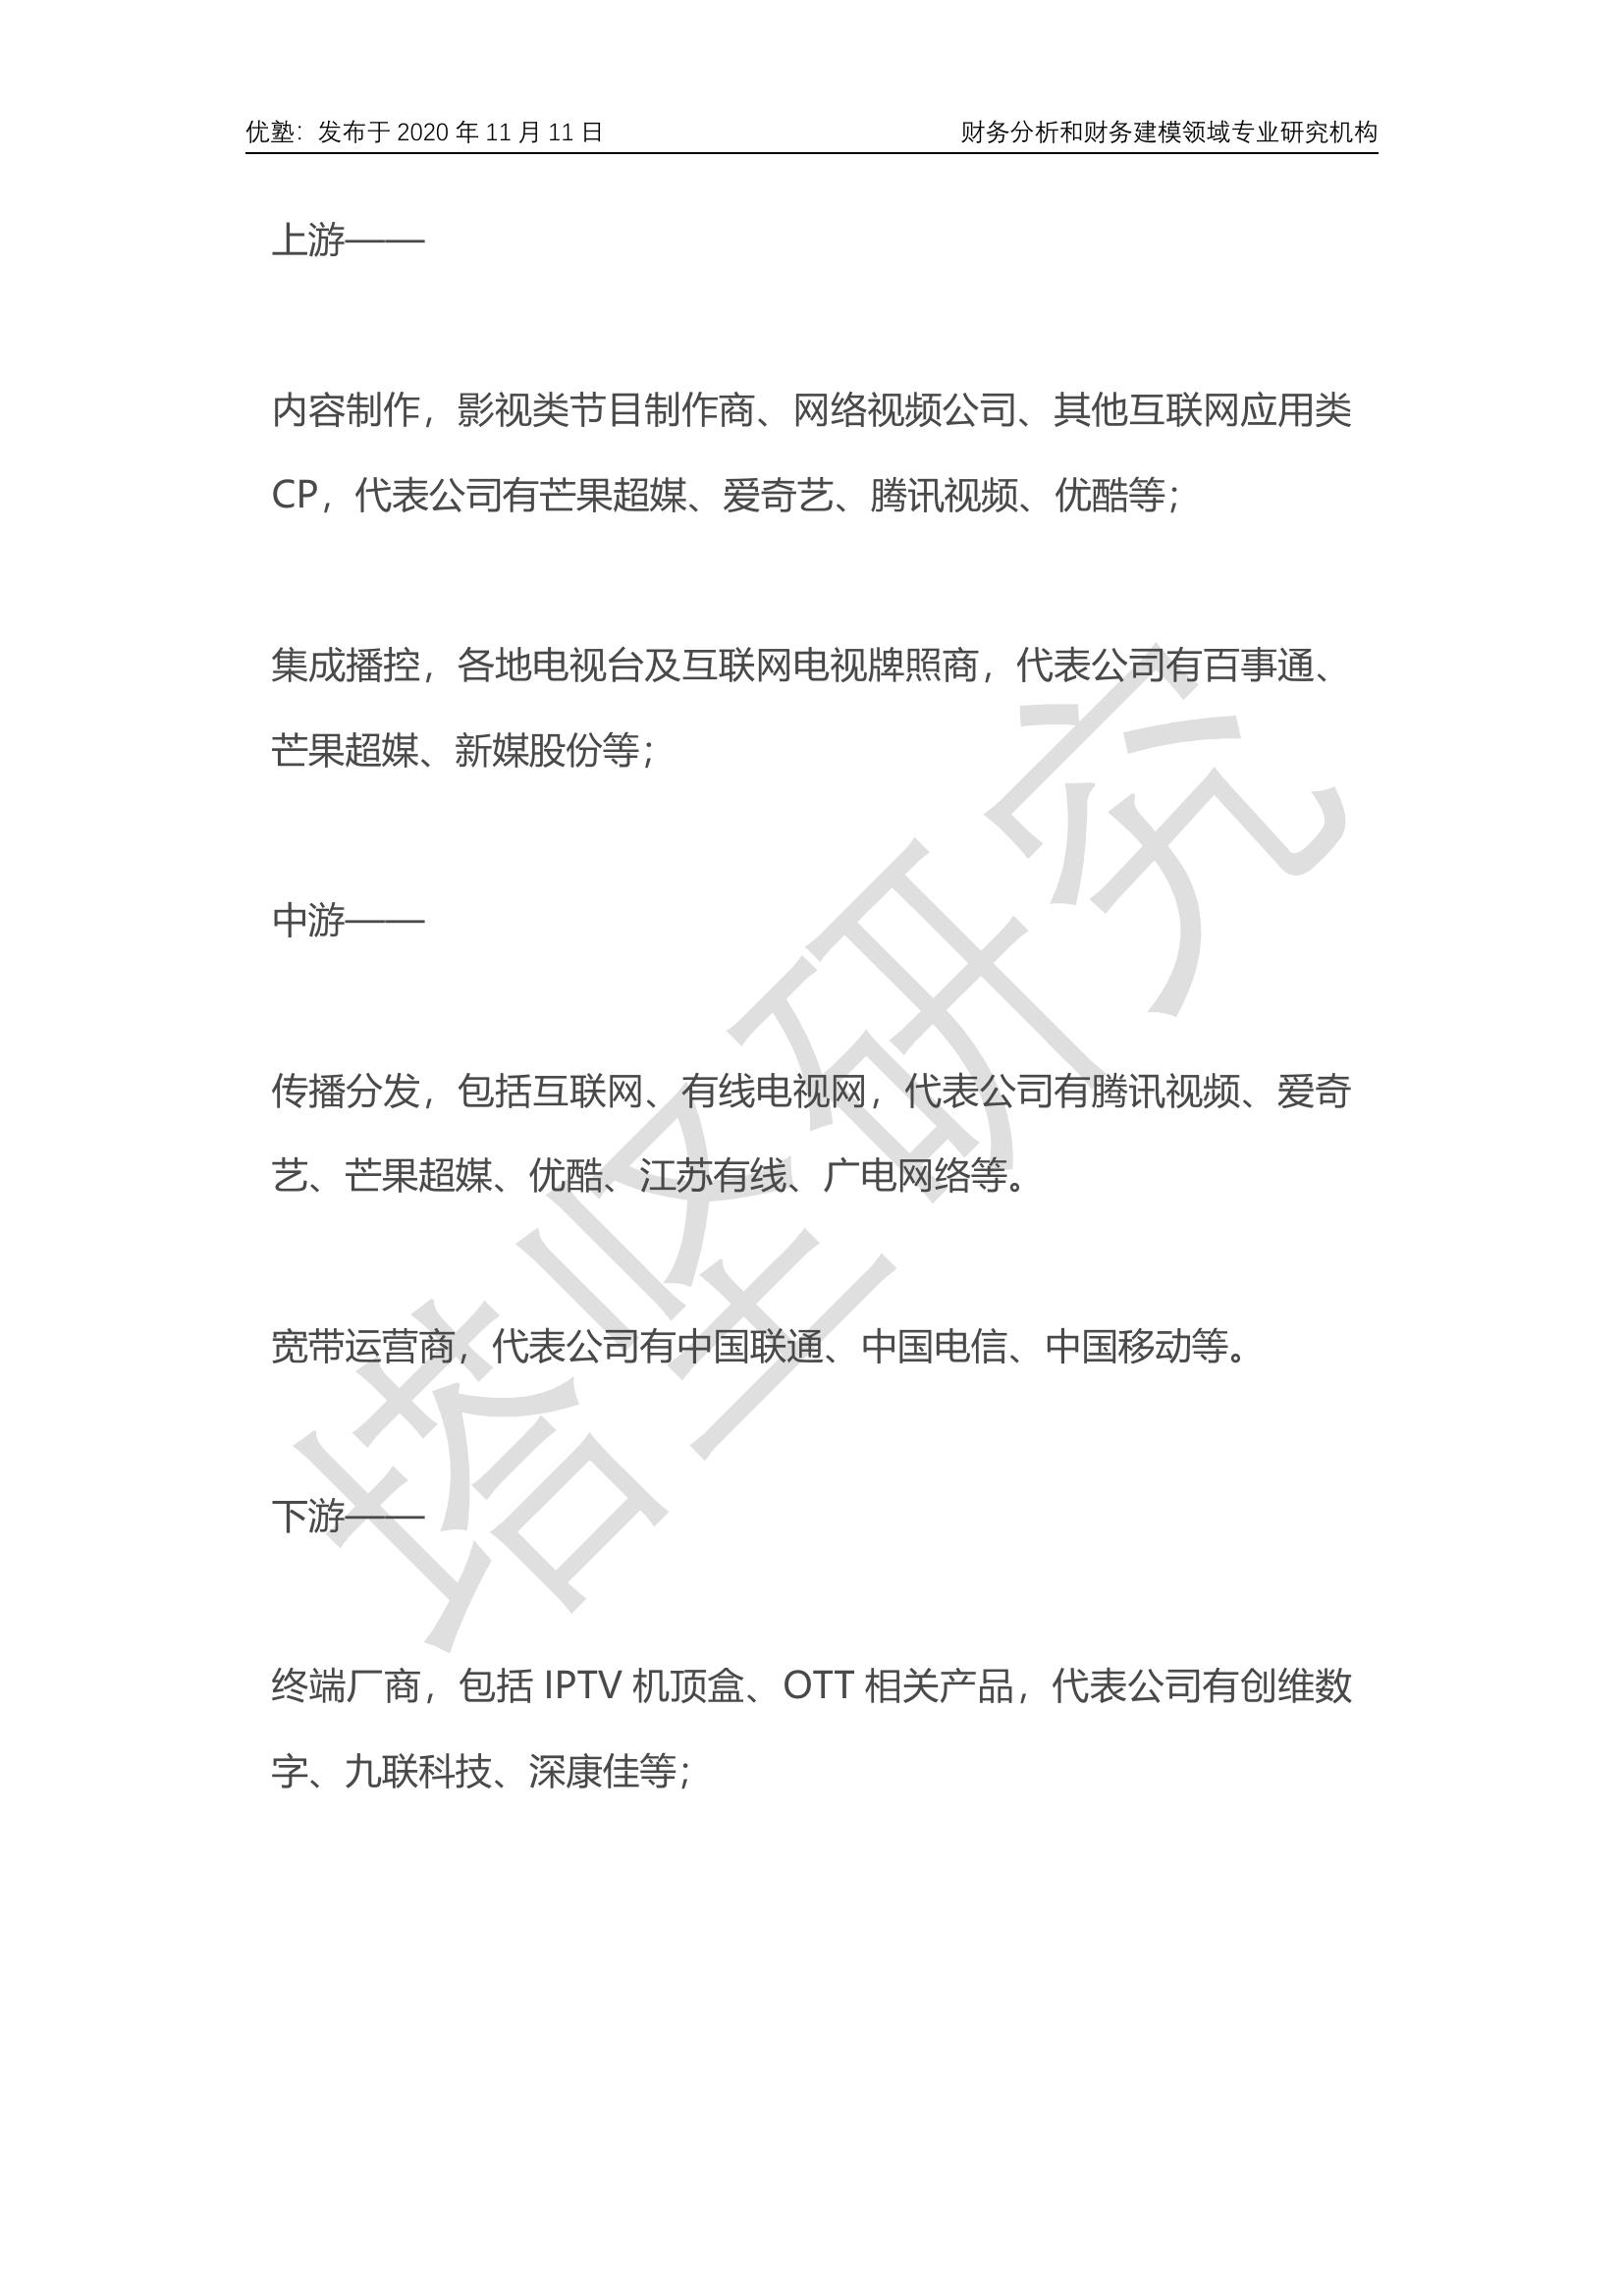 优塾：发布于 2020 年 11 月 11 日 财务分析和财务建模领域专业研究机构
上游——
内容制作，影视类节目制作商、网络视频公司、其他互联网应用类
CP，代表公司有芒果超媒、爱奇艺、腾讯视频、优酷等；
集成播控，各地电视台及互联网电视牌照商，代表公司有百事通、
芒果超媒、新媒股份等；
中游——
传播分发，包括互联网、有线电视网，代表公司有腾讯视频、爱奇
艺、芒果超媒、优酷、江苏有线、广电网络等。
宽带运营商，代表公司有中国联通、中国电信、中国移动等。
下游——
终端厂商，包括 IPTV 机顶盒、OTT 相关产品，代表公司有创维数
字、九联科技、深康佳等；
塔坚研究